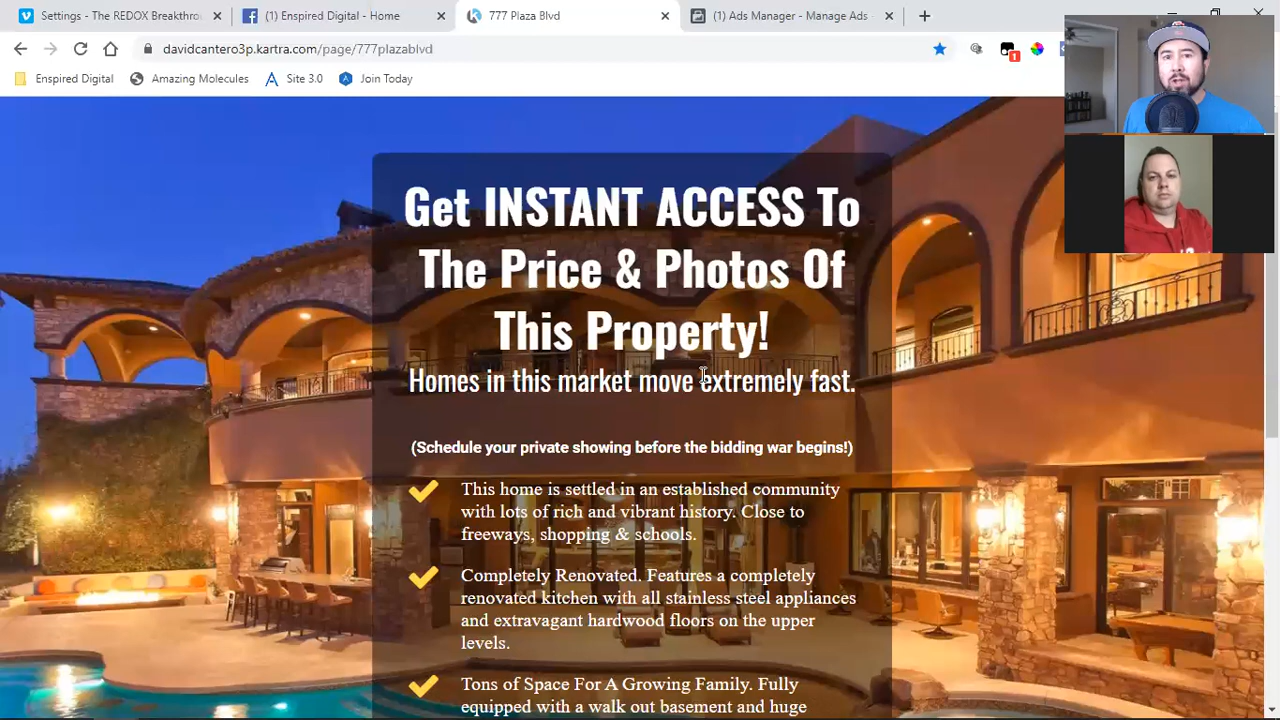 Settings - The REDOX Breakthrou
(1) Enspired Digital - Home
777 Plaza Blvd
(1) Ads Manager - Manage Ads -
davidcantero3p.kartra.com/page/777plazablvd
1
Enspired Digital
Amazing Molecules
Site 3.0
Join Today
Get INSTANT ACCESS To
The Price & Photos Of
This Property!
Homes in this market move extremely fast.
(Schedule your private showing before the bidding war begins!)
This home is settled in an established community
with lots of rich and vibrant history. Close to
freeways, shopping & schools.
Completely Renovated. Features a completely
renovated kitchen with all stainless steel appliances
and extravagant hardwood floors on the upper
levels.
Tons of Space For A Growing Family. Fully
equipped with a walk out basement and huge